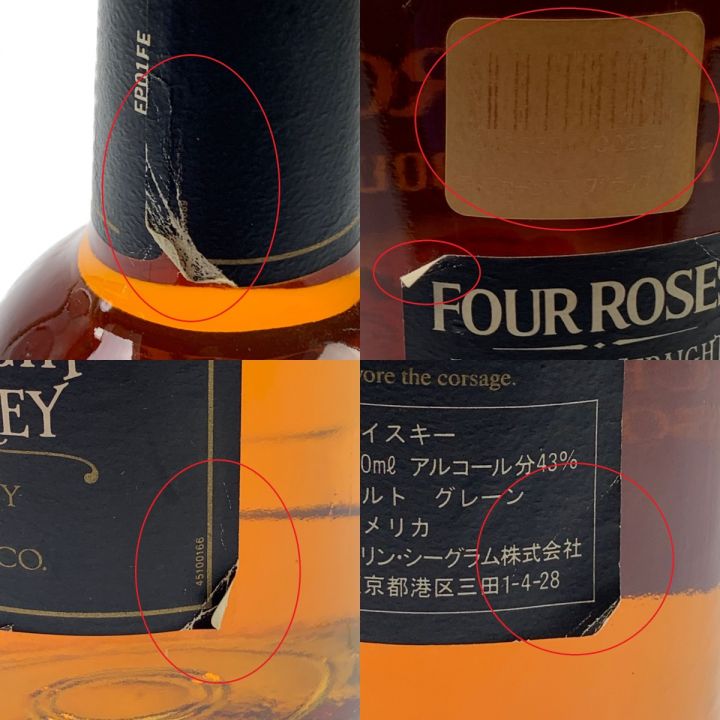 EPD1FE
FOUR ROSES
EY
Y
CO.
45100166
vore the corsage.
イスキー
0mℓ アルコール分43%
ルト グレーン
メリカ
リン・シーグラム株式会社
京都港区三田1-4-28